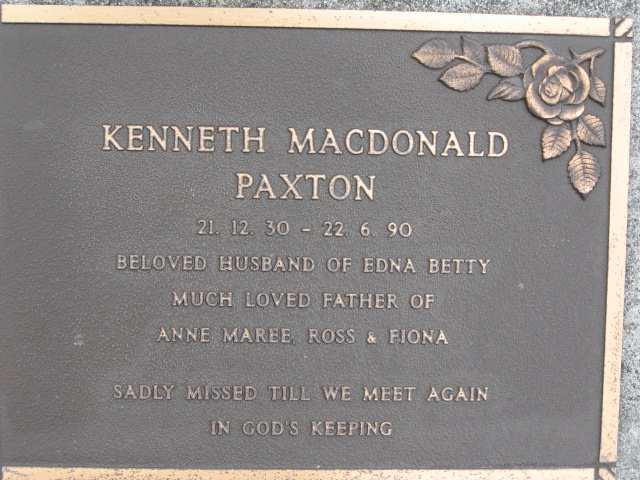 KENNETH MACDONALD
PAXTON
21. 12. 30 - 22. 6. 90
BELOVED HUSBAND OF EDNA BETTY
MUCH LOVED FATHER OF
ANNE MAREE, ROSS & FIONA
SADLY MISSED TILL WE MEET AGAIN
IN GOD'S KEEPING